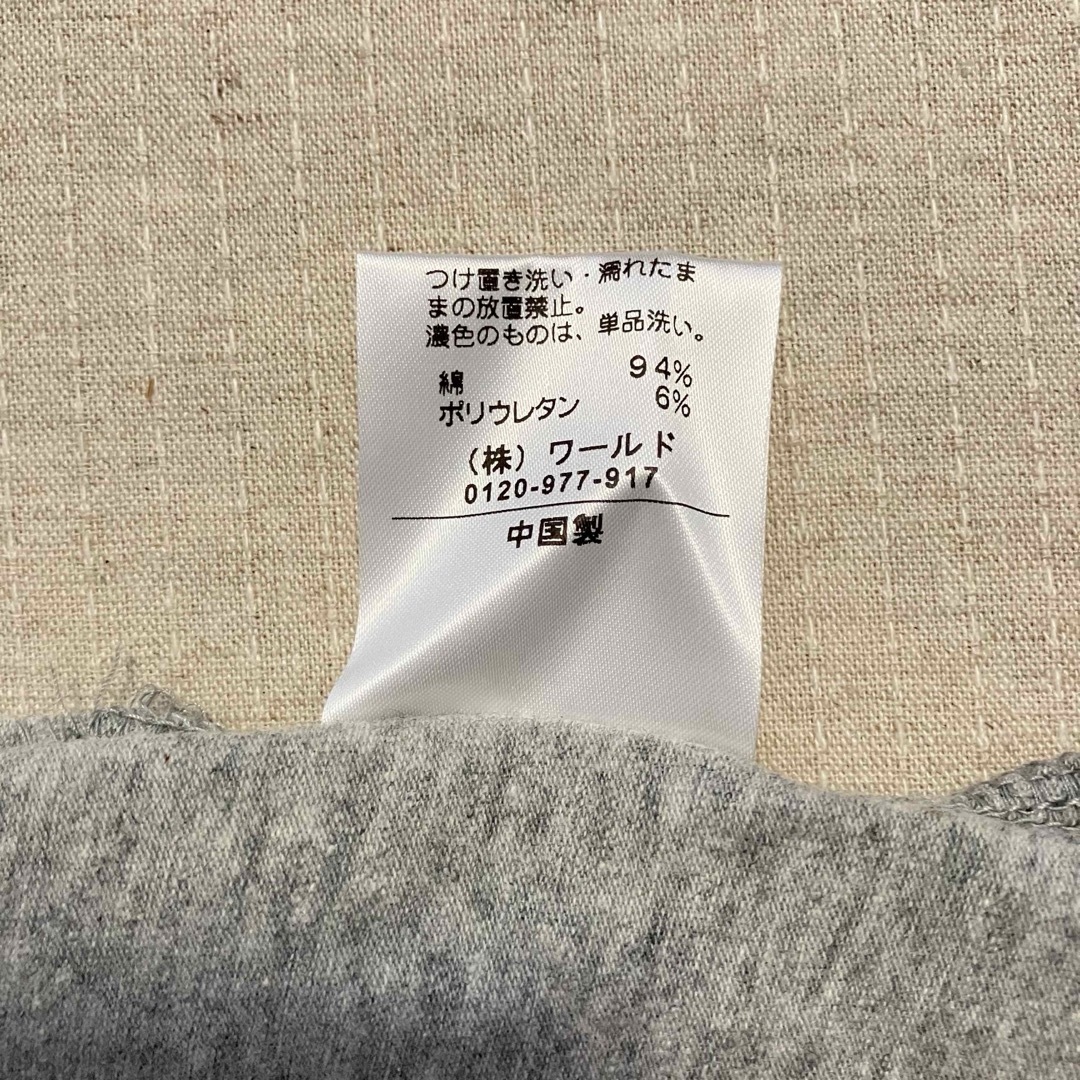 つけ置き洗い・濡れたま
まの放置禁止。
濃色のものは、単品洗い。
綿 94%
ポリウレタン 6%
(株)ワールド
0120-977-917
中国製